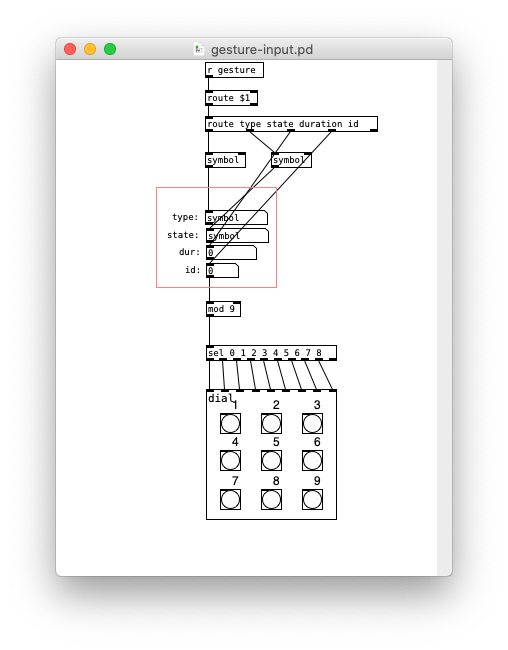 gesture-input.pd
r gesture
route $1
route type state duration id
symbol symbol
type: symbol
state: symbol
dur: 0
id: 0
mod 9
sel 0 1 2 3 4 5 6 7 8
dial
1 2 3
4 5 6
7 8 9